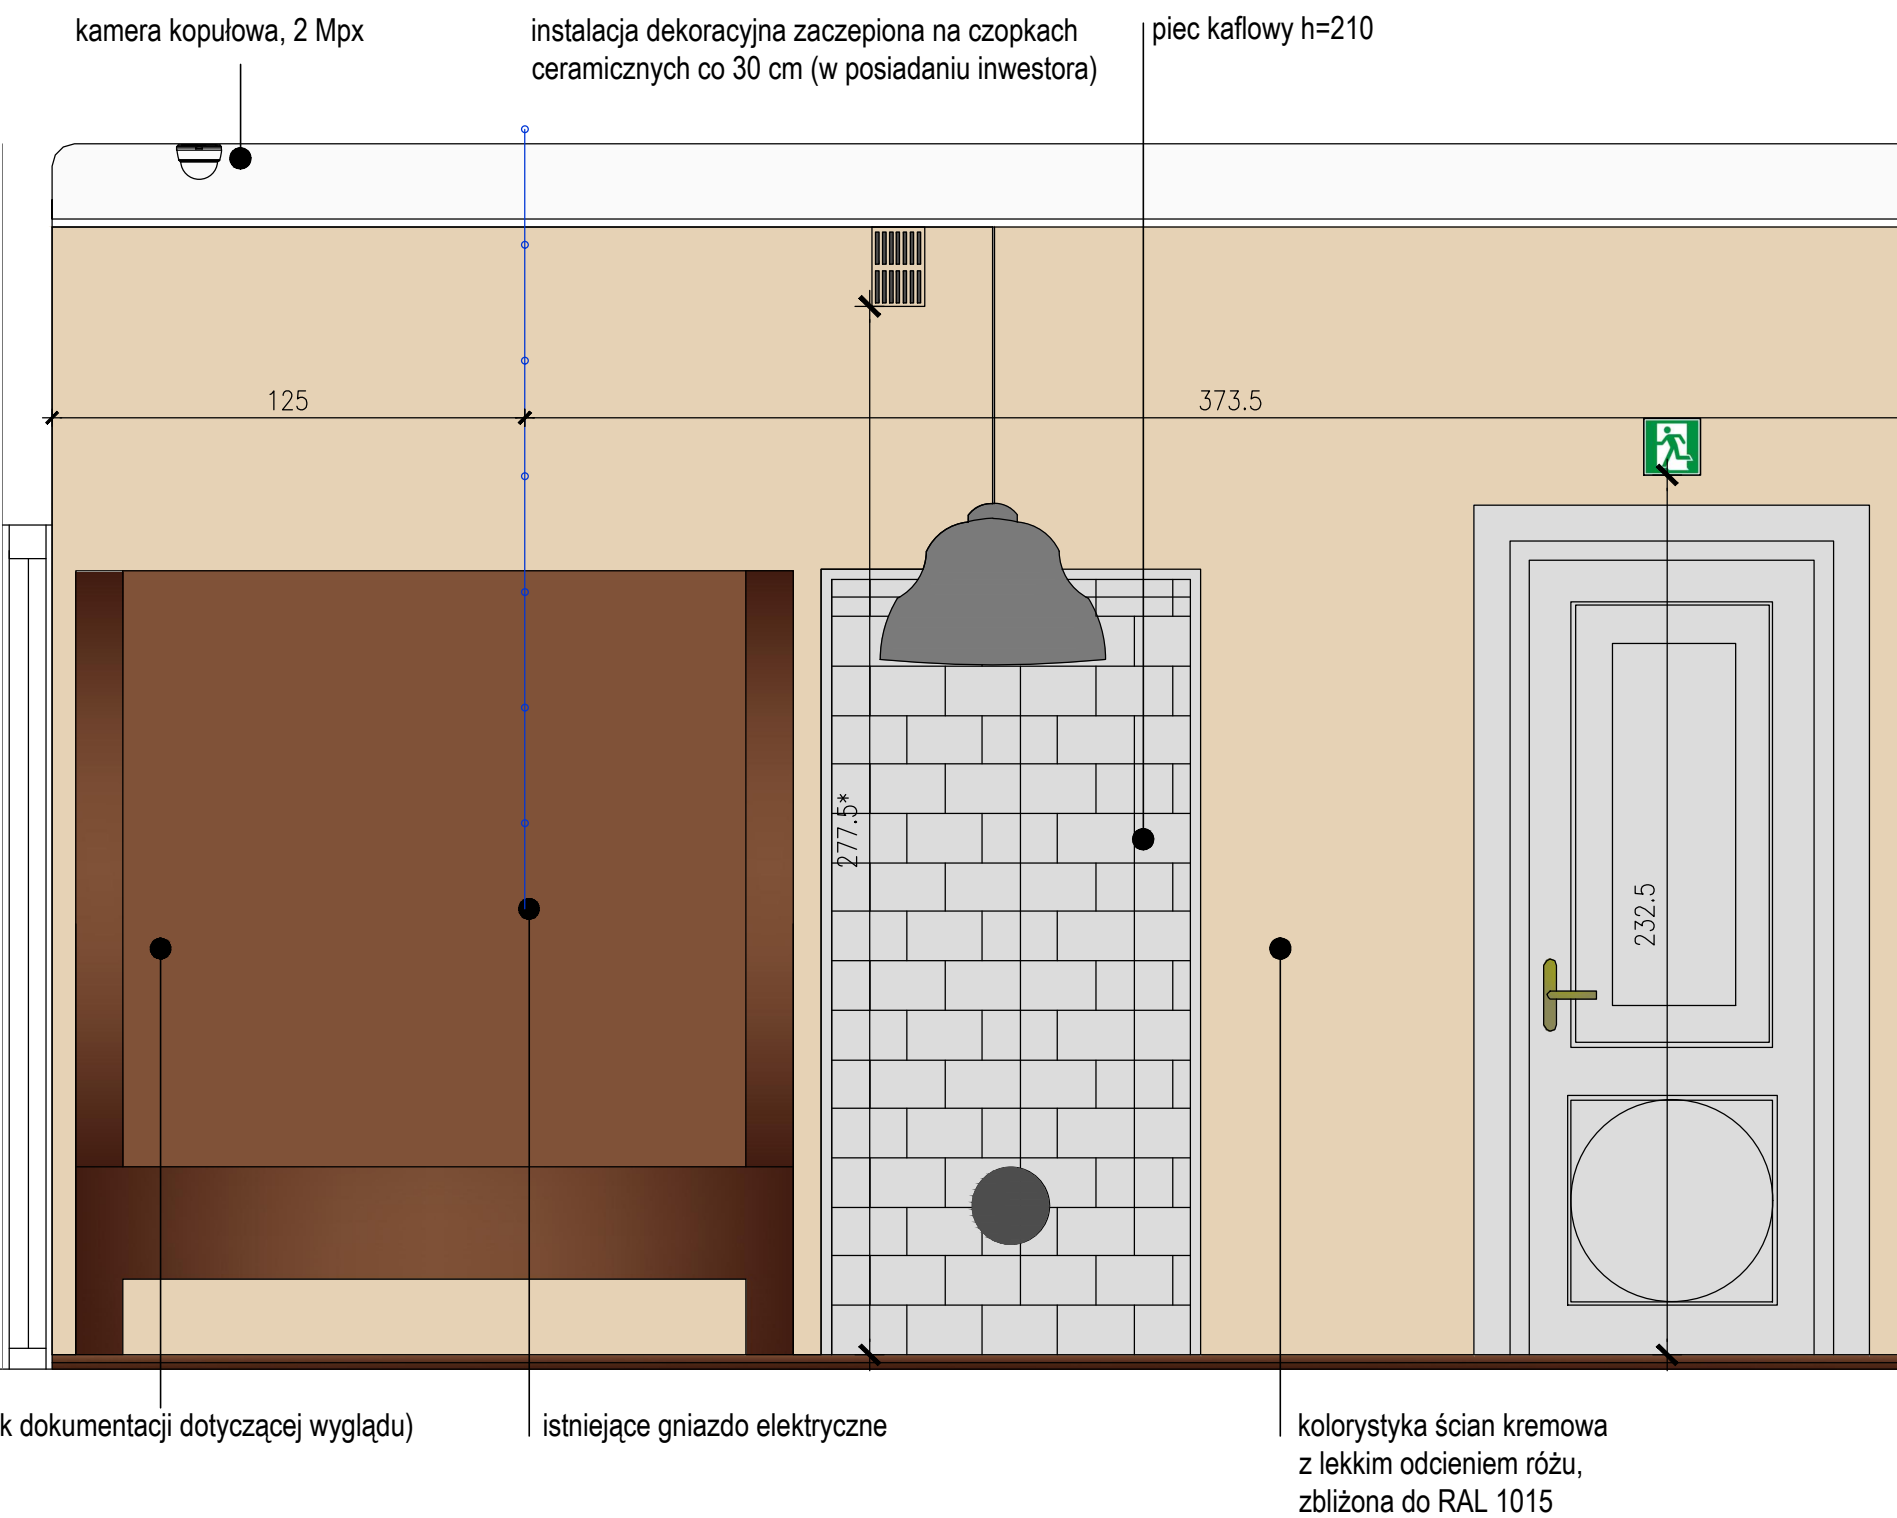 kamera kopułowa, 2 Mpx
instalacja dekoracyjna zaczepiona na czopkach
ceramicznych co 30 cm (w posiadaniu inwestora)
piec kaflowy h=210
125
373.5
277.5*
232.5
k dokumentacji dotyczącej wyglądu)
istniejące gniazdo elektryczne
kolorystyka ścian kremowa
z lekkim odcieniem różu,
zbliżona do RAL 1015